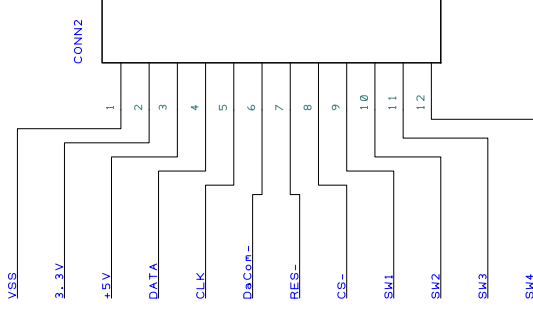 CONN2
1
2
3
4
5
6
7
8
9
10
11
12
VSS
3.3V
+5V
DATA
CLK
DaCom-
RES-
CS-
SW1
SW2
SW3
SW4